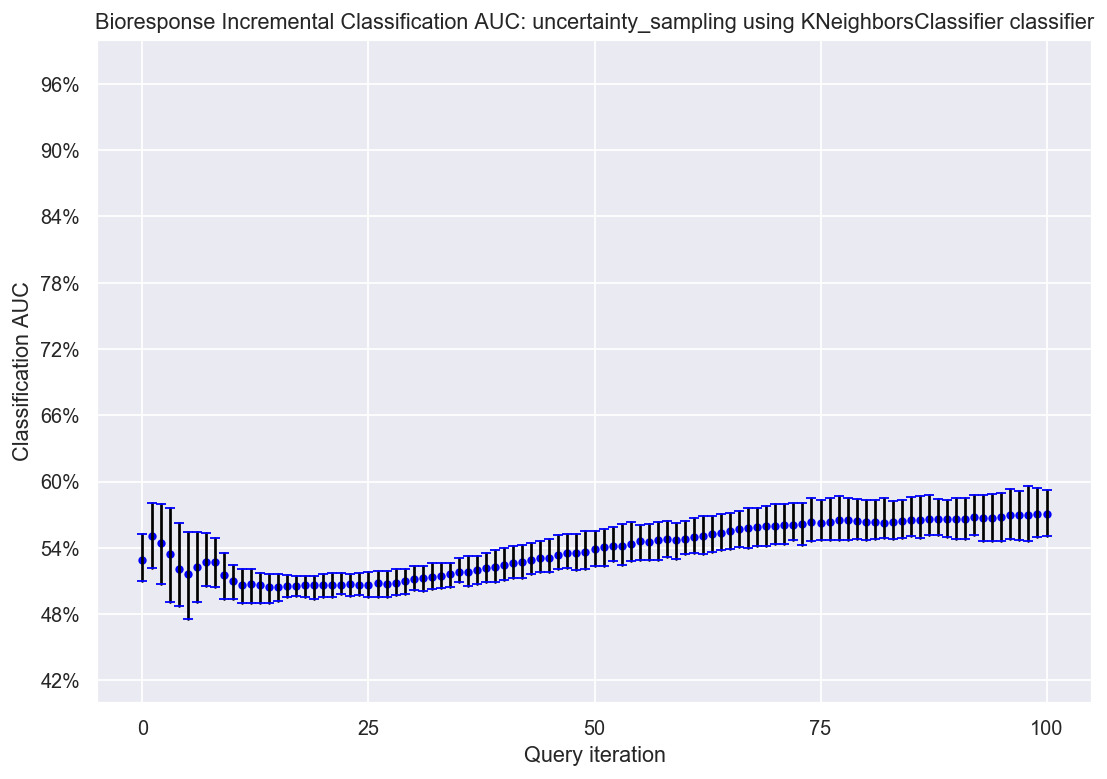 Bioresponse Incremental Classification AUC: uncertainty_sampling using KNeighborsClassifier classifier
96%
90%
84%
78%
72%
66%
60%
54%
48%
42%
Classification AUC
0 25 50 75 100
Query iteration